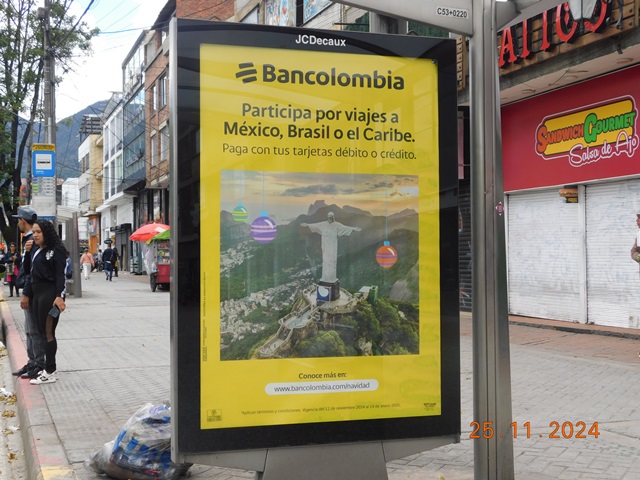 C53+0220
JCDecaux
Bancolombia
Participa por viajes a
México, Brasil o el Caribe.
Paga con tus tarjetas débito o crédito.
Conoce más en:
www.bancolombia.com/navidad
SANDWICH GOURMET
Salsa de Ajo
25.11.2024